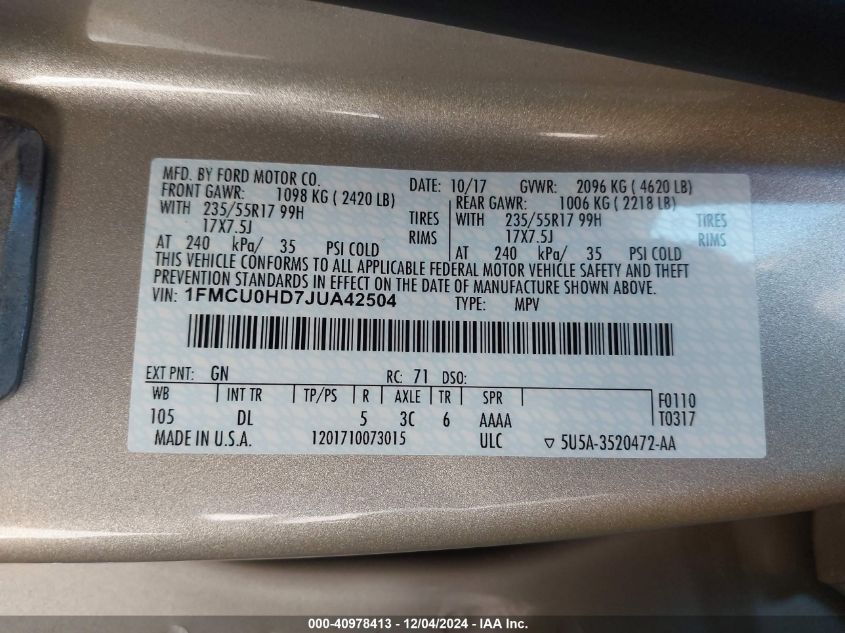 MFD. BY FORD MOTOR CO. DATE: 10/17 GVWR: 2096 KG ( 4620 LB)
FRONT GAWR: 1098 KG ( 2420 LB) REAR GAWR: 1006 KG ( 2218 LB)
WITH 235/55R17 99H TIRES WITH 235/55R17 99H TIRES
17X7.5J RIMS 17X7.5J RIMS
AT 240 kPa/ 35 PSI COLD AT 240 kPa/ 35 PSI COLD
THIS VEHICLE CONFORMS TO ALL APPLICABLE FEDERAL MOTOR VEHICLE SAFETY AND THEFT
PREVENTION STANDARDS IN EFFECT ON THE DATE OF MANUFACTURE SHOWN ABOVE.
VIN: 1FMCU0HD7JUA42504 TYPE: MPV
EXT PNT: GN RC: 71 DSO:
WB INT TR TP/PS R AXLE TR SPR F0110
105 DL 5 3C 6 AAAA T0317
MADE IN U.S.A. 1201710073015 ULC ▽ 5U5A-3520472-AA
000-40978413 - 12/04/2024 - IAA Inc.